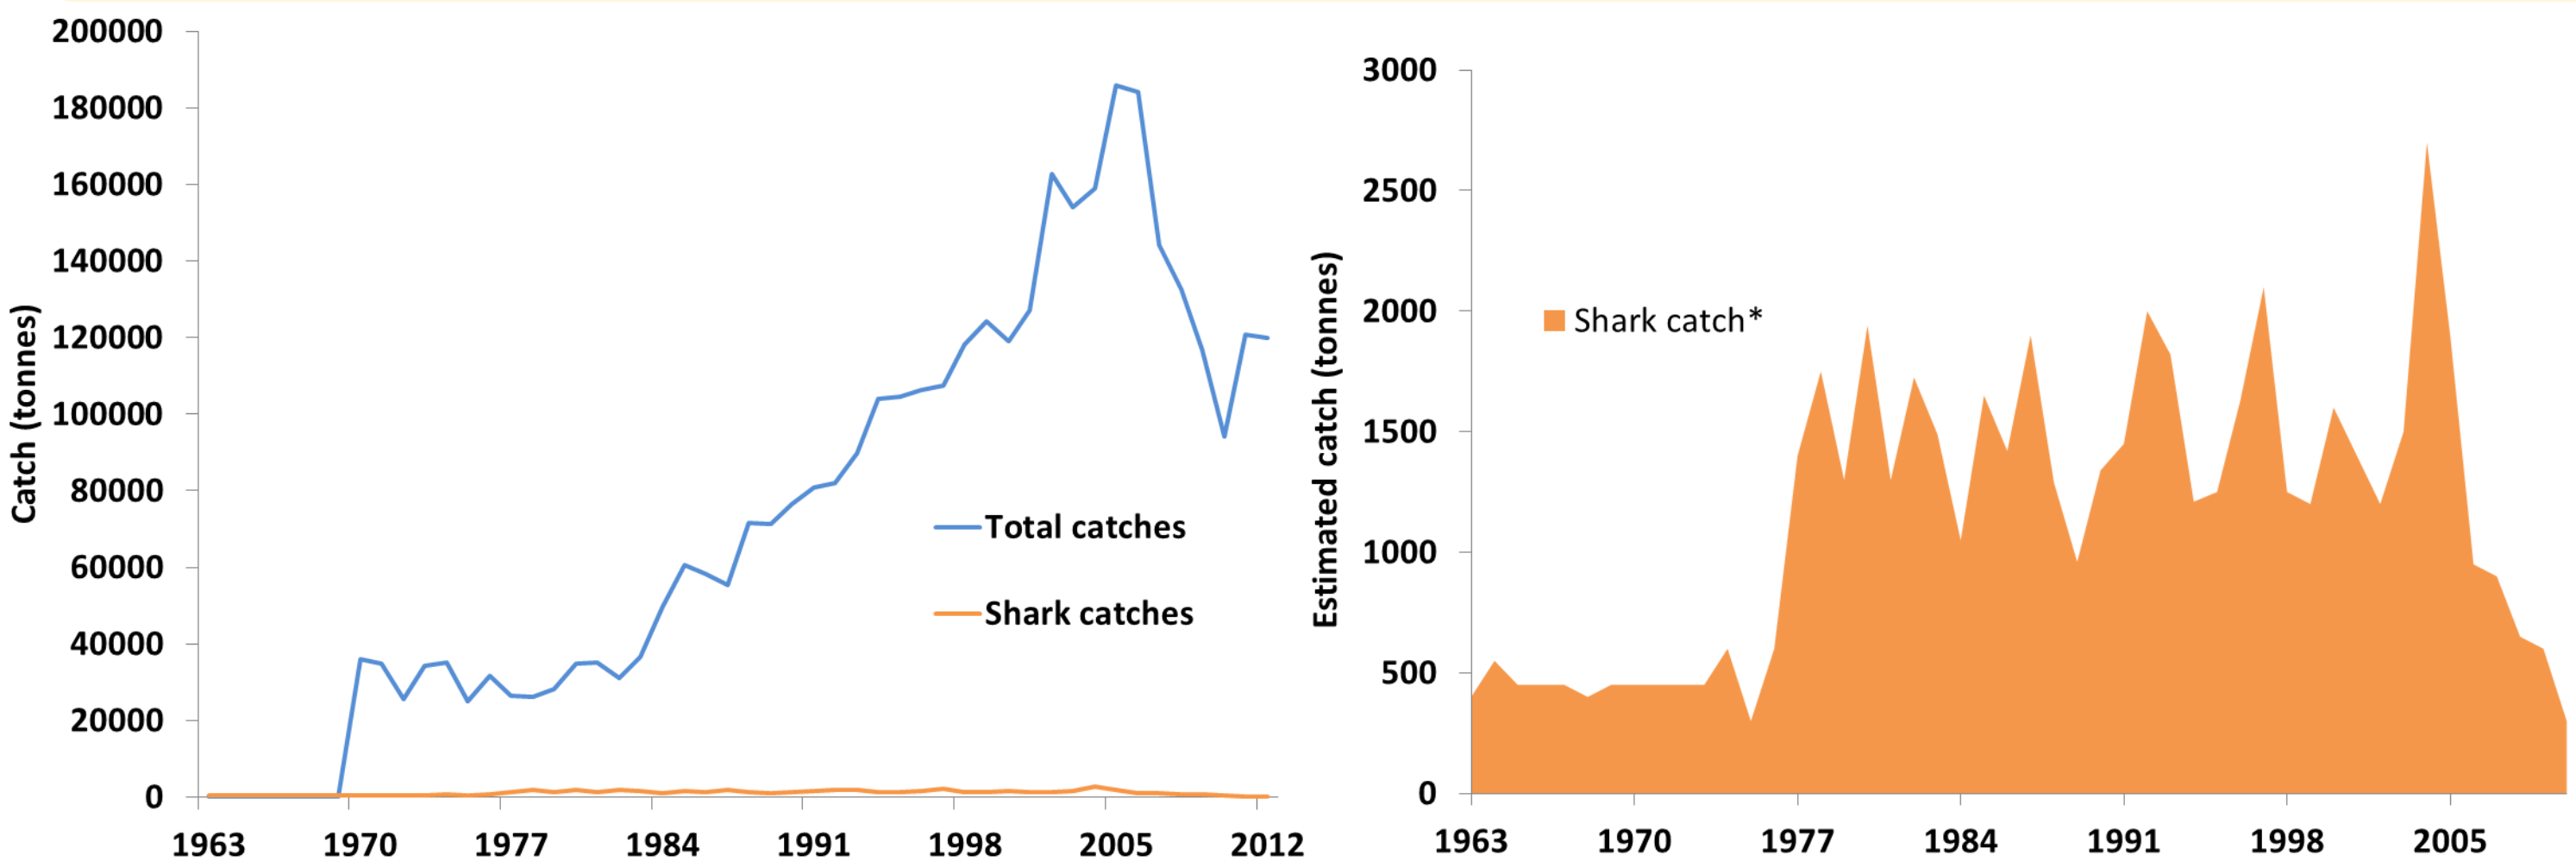 Catch (tonnes)
200000
180000
160000
140000
120000
100000
80000
60000
40000
20000
0
1963 1970 1977 1984 1991 1998 2005 2012
Total catches
Shark catches
Estimated catch (tonnes)
3000
2500
2000
1500
1000
500
0
1963 1970 1977 1984 1991 1998 2005
Shark catch*